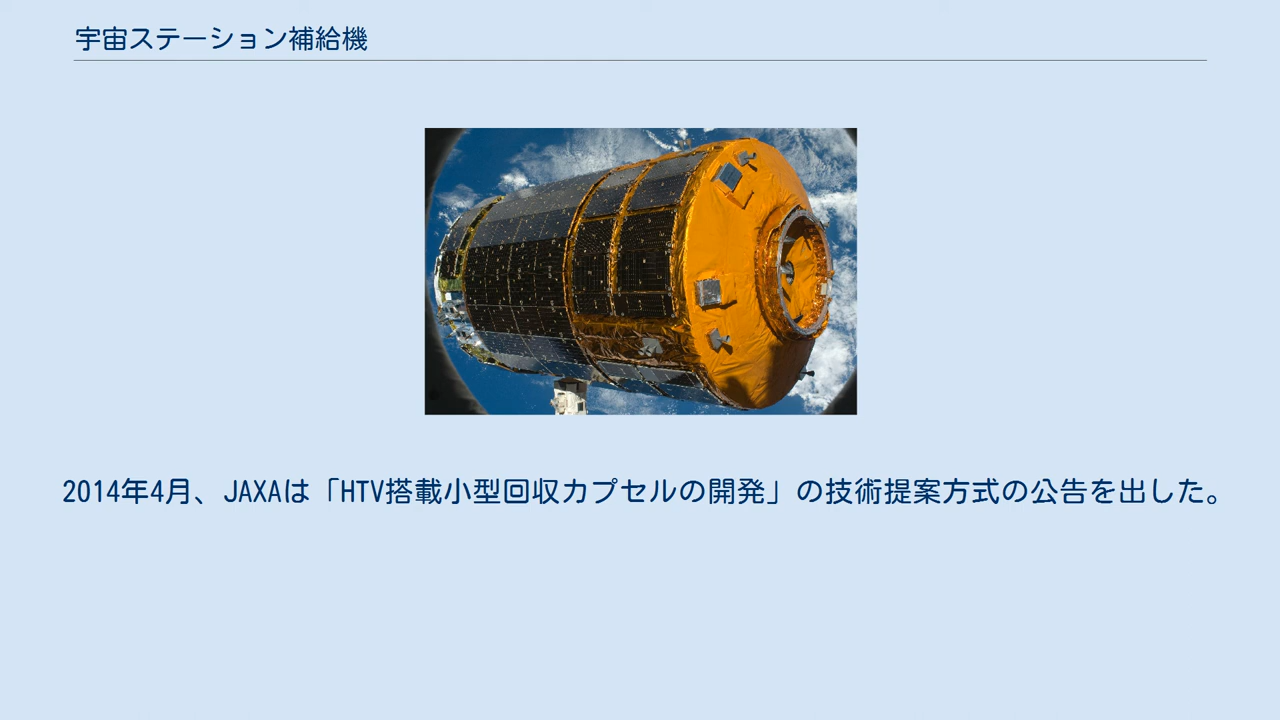 宇宙ステーション補給機
2014年4月、JAXAは「HTV搭載小型回収カプセルの開発」の技術提案方式の公告を出した。